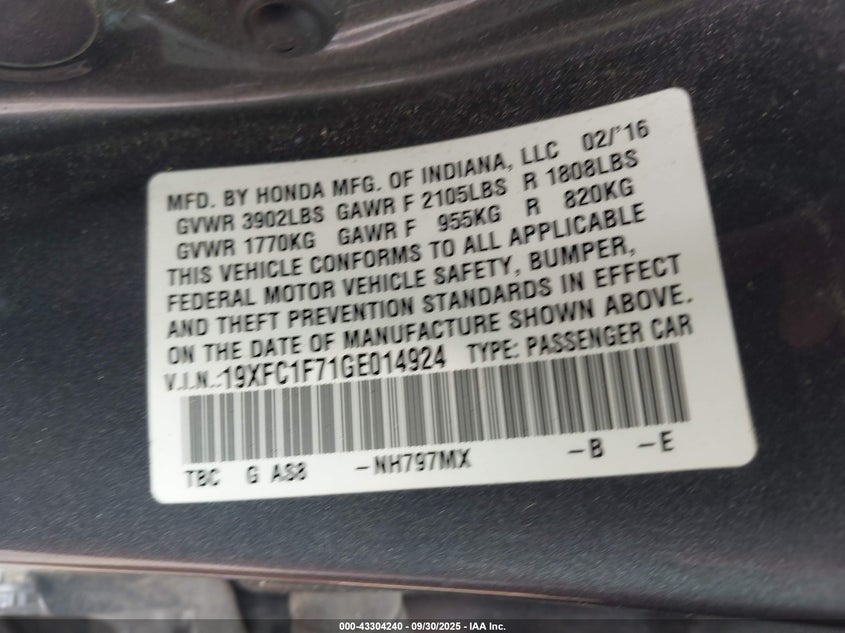 MFD. BY HONDA MFG. OF INDIANA, LLC 02/'16
GVWR 3902LBS GAWR F 2105LBS R 1808LBS
GVWR 1770KG GAWR F 955KG R 820KG
THIS VEHICLE CONFORMS TO ALL APPLICABLE
FEDERAL MOTOR VEHICLE SAFETY, BUMPER,
AND THEFT PREVENTION STANDARDS IN EFFECT
ON THE DATE OF MANUFACTURE SHOWN ABOVE.
V.I.N.:19XFC1F71GE014924 TYPE: PASSENGER CAR
TBC G AS8 -NH797MX -B -E
000-43304240 - 09/30/2025 - IAA Inc.